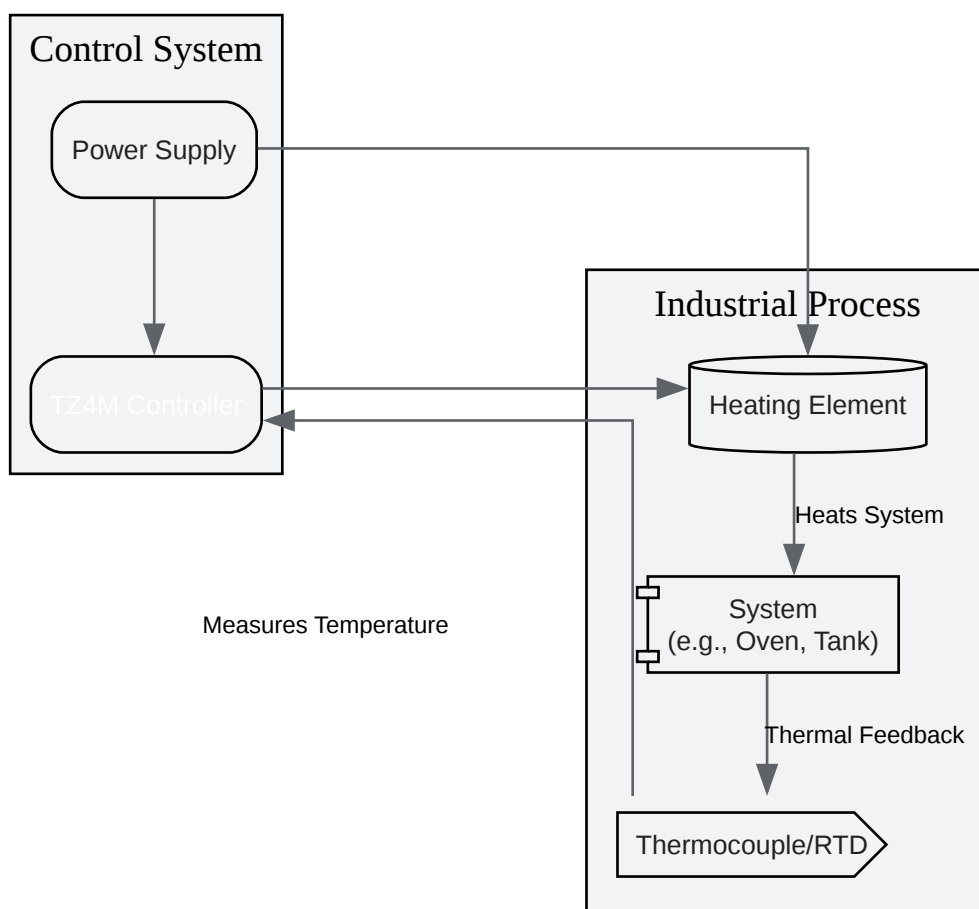 Control System
Power Supply
Industrial Process
TZ4M Controller
Heating Element
Heats System
System
(e.g., Oven, Tank)
Measures Temperature
Thermal Feedback
Thermocouple/RTD